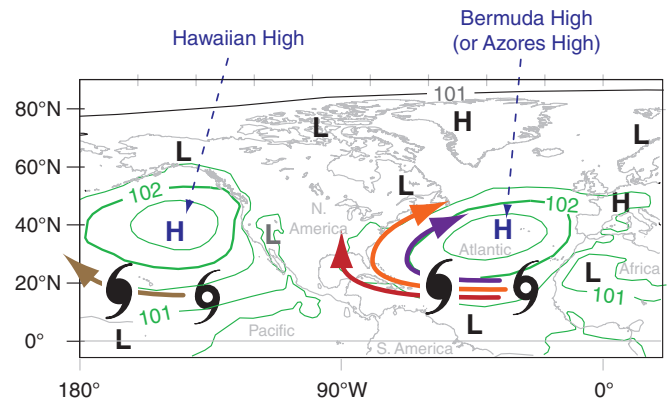 Bermuda High
(or Azores High)
Hawaiian High
101
80°N
H
L
L
L
60°N
L
102
H
102
N.
America
40°N
H
L
H
Atlantic
L
Africa
20°N
101
101
L
Pacific
L
0°
S. America
180°
90°W
0°